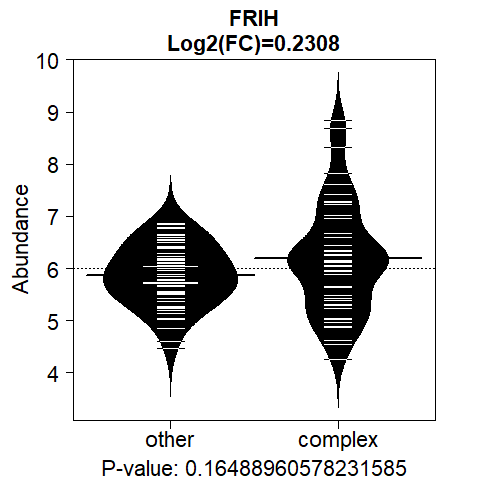 FRIH
Log2(FC)=0.2308
10
9
8
7
6
5
4
Abundance
other complex
P-value: 0.16488960578231585